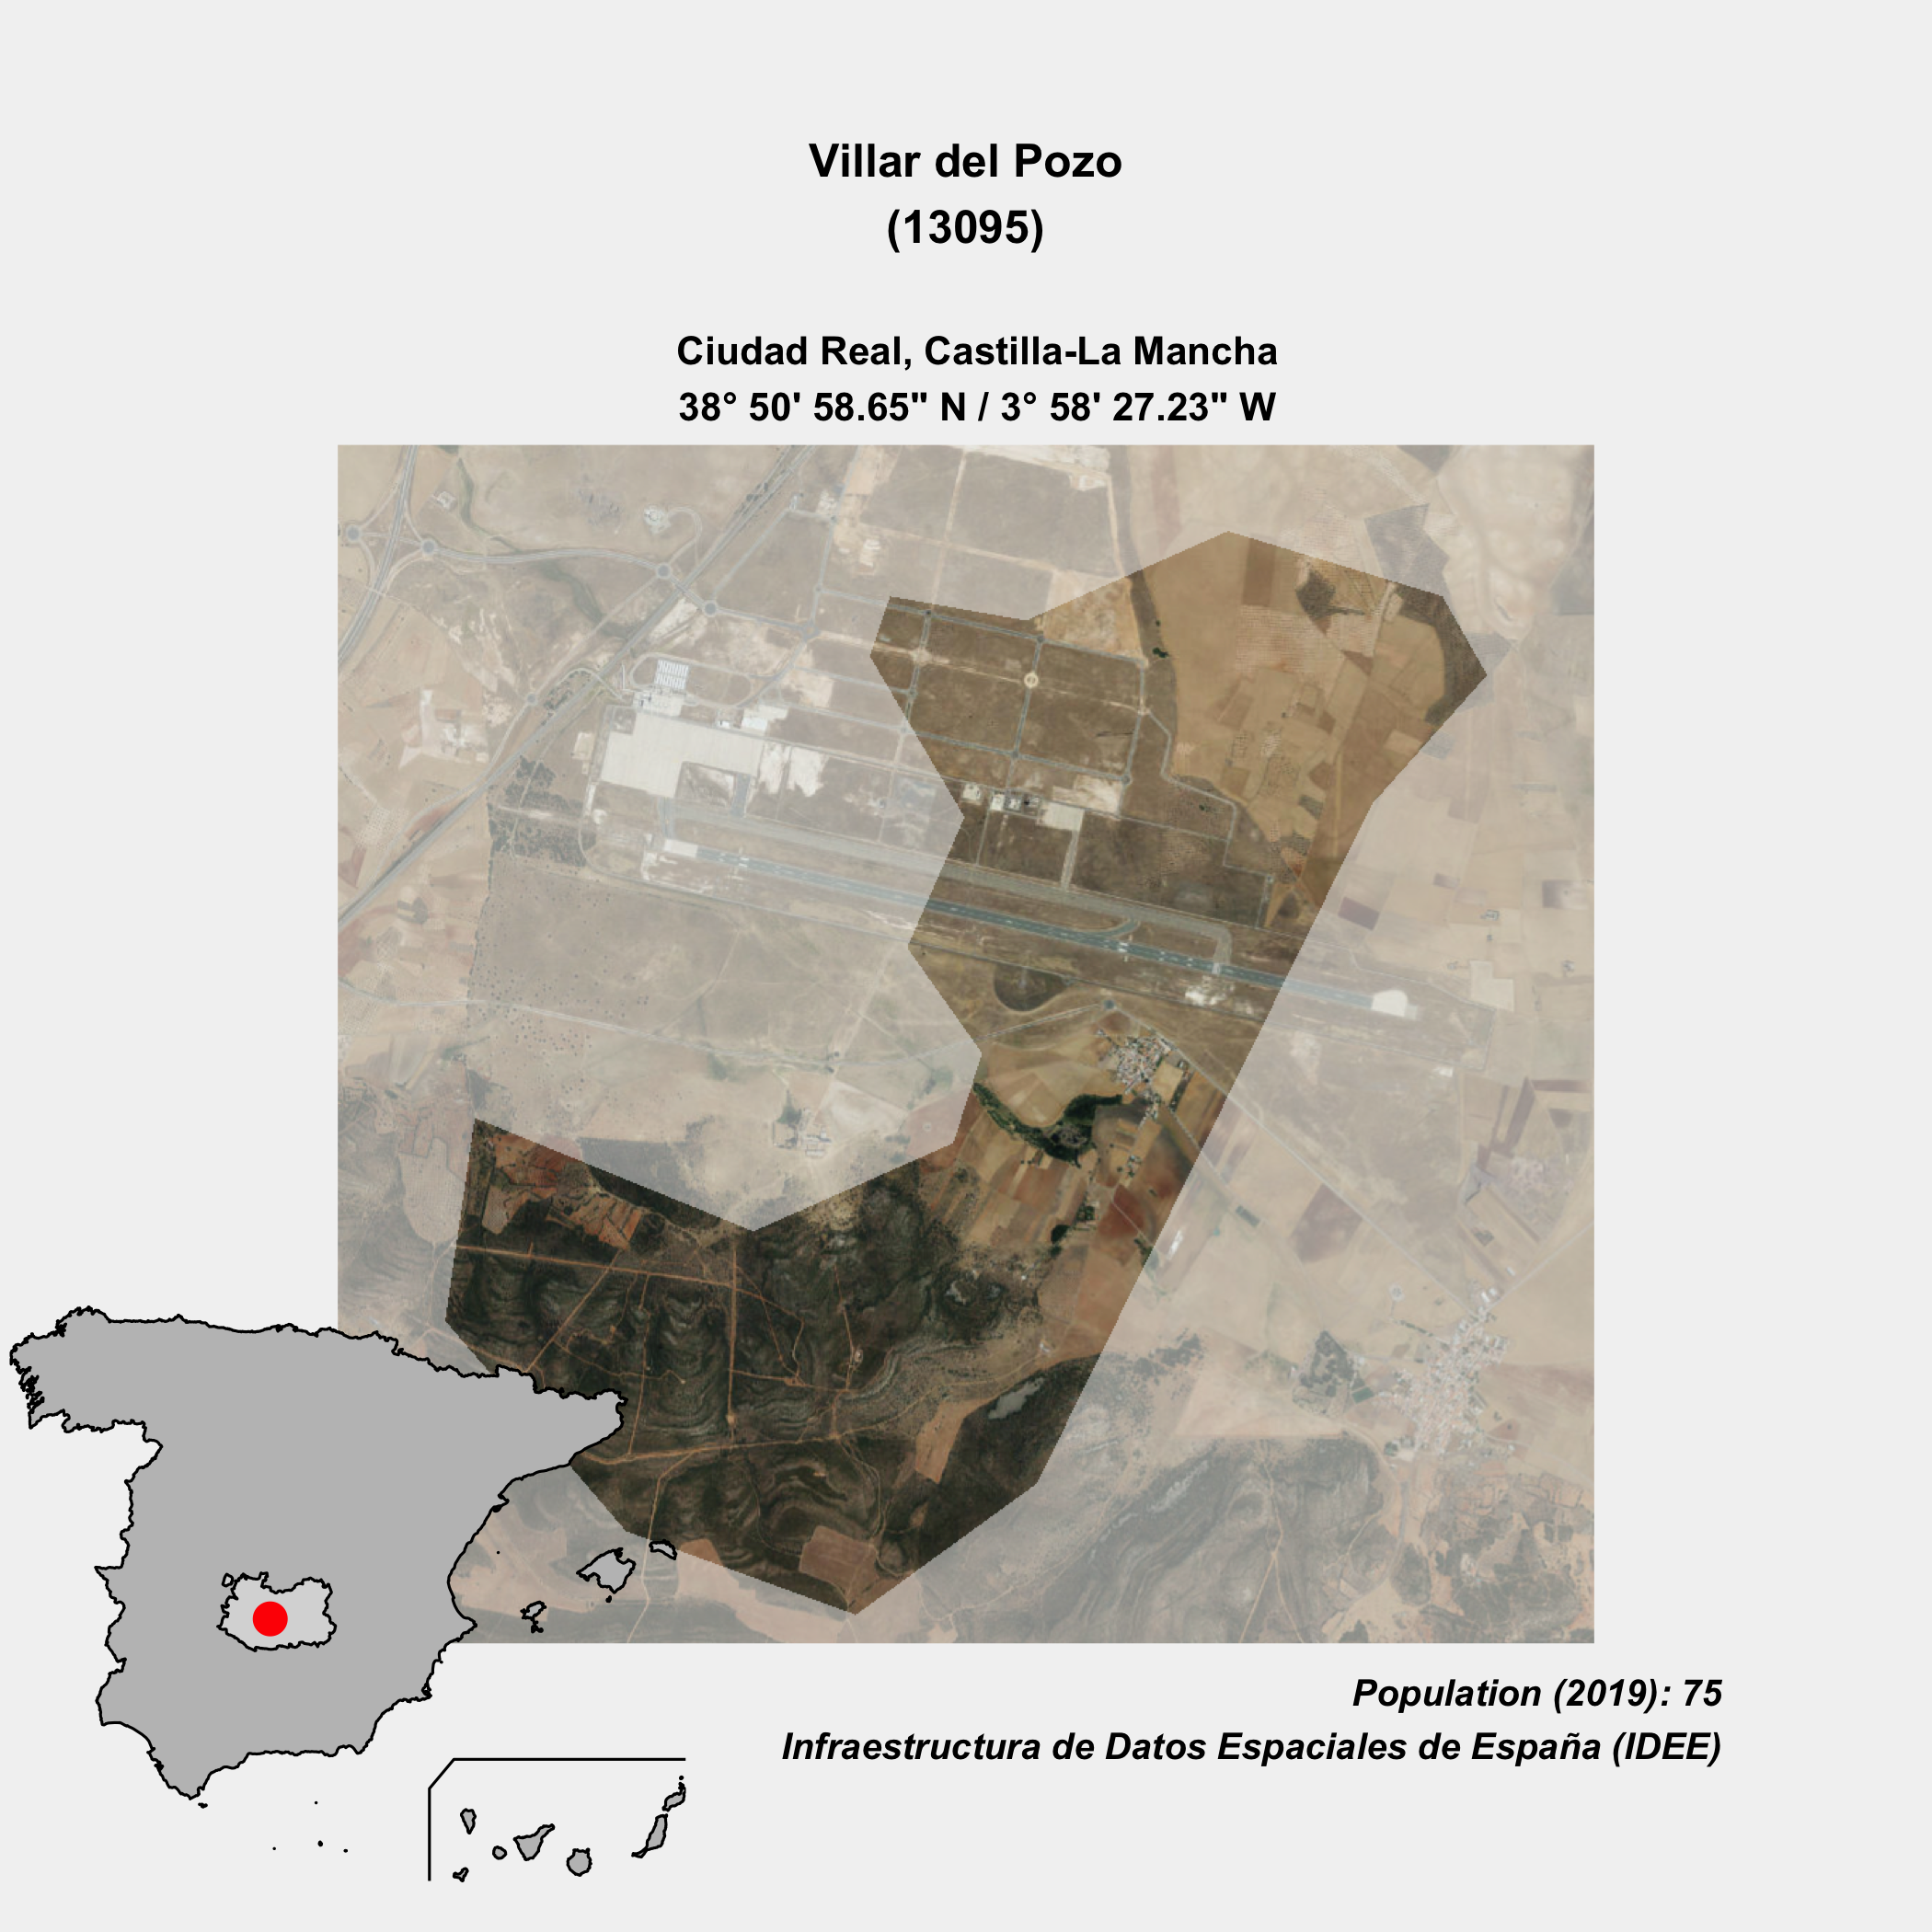 Villar del Pozo
(13095)
Ciudad Real, Castilla-La Mancha
38° 50' 58.65" N / 3° 58' 27.23" W
Population (2019): 75
Infraestructura de Datos Espaciales de España (IDEE)